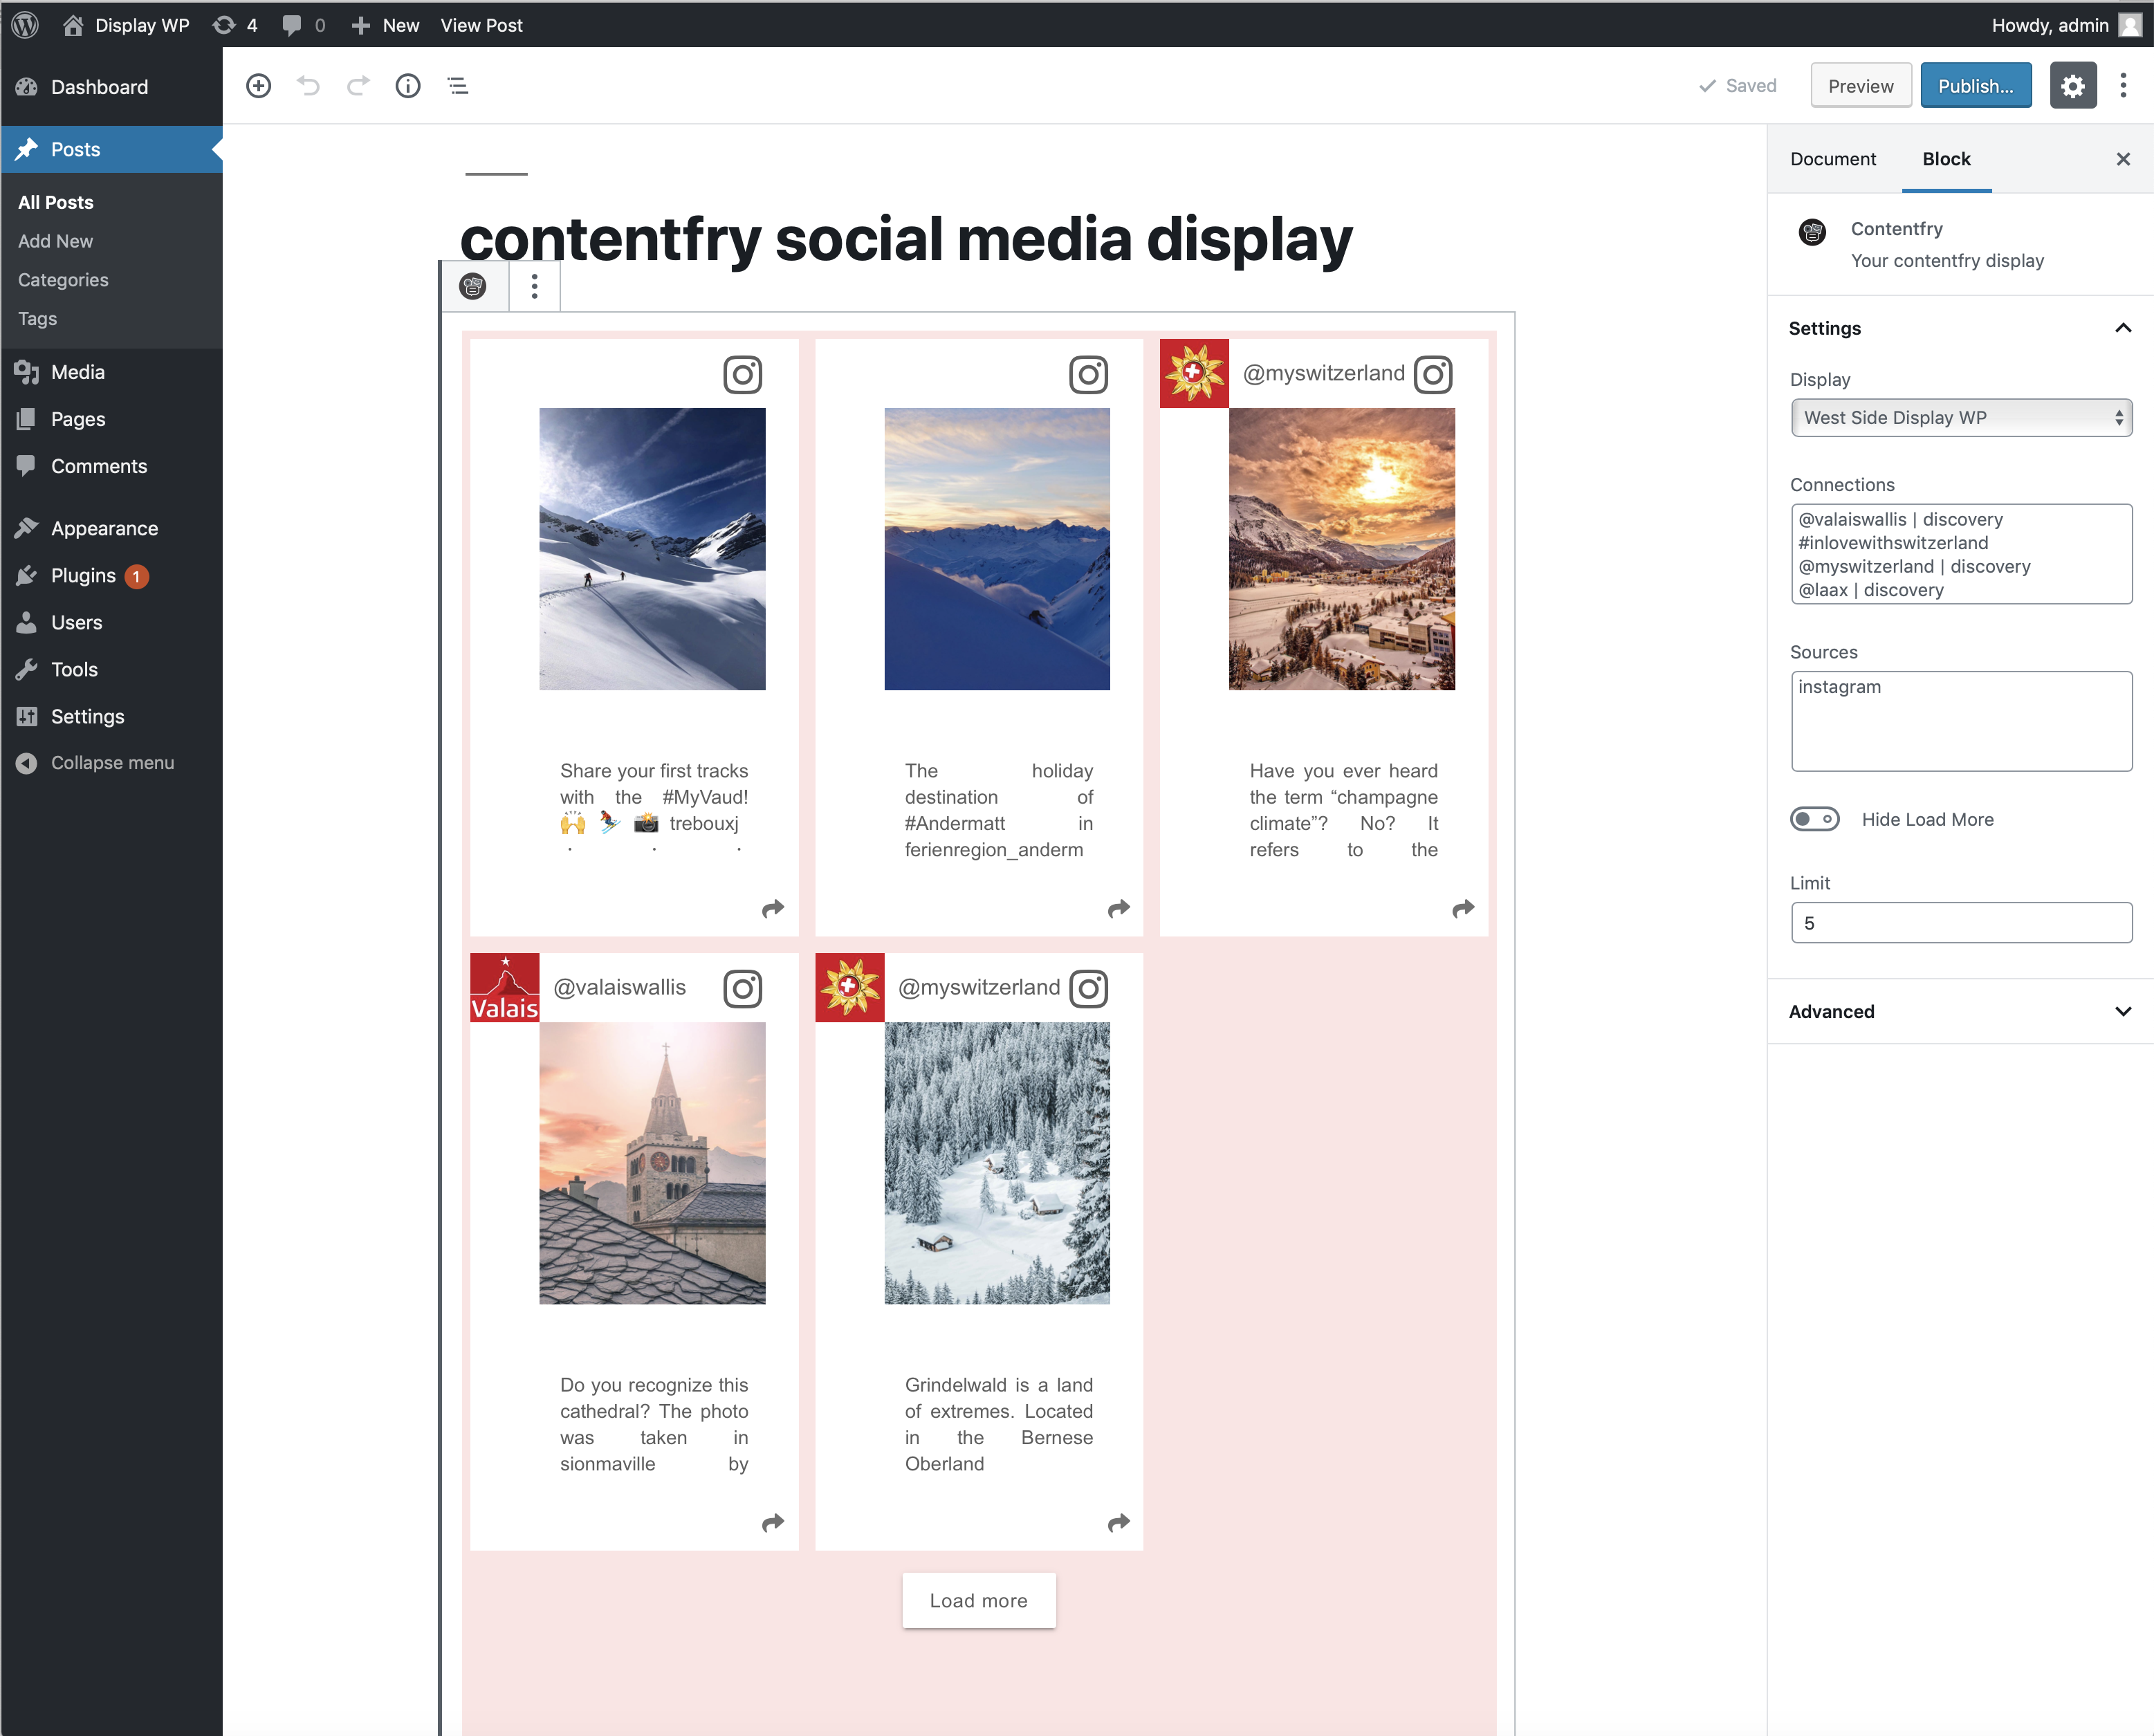 Display WP 4 0 New View Post Howdy, admin
Dashboard
Posts
All Posts
Add New
Categories
Tags
Media
Pages
Comments
Appearance
Plugins 1
Users
Tools
Settings
Collapse menu
Saved Preview Publish...
contentfry social media display
@myswitzerland
Share your first tracks
with the #MyVaud!
🙌 ⛷ 📸 trebouxj
. . .
The holiday
destination of
#Andermatt in
ferienregion_anderm
Have you ever heard
the term “champagne
climate”? No? It
refers to the
Valais
@valaiswallis
@myswitzerland
Do you recognize this
cathedral? The photo
was taken in
sionmaville by
Grindelwald is a land
of extremes. Located
in the Bernese
Oberland
Load more
Document Block
Contentfry
Your contentfry display
Settings
Display
West Side Display WP
Connections
@valaiswallis | discovery
#inlovewithswitzerland
@myswitzerland | discovery
@laax | discovery
Sources
instagram
Hide Load More
Limit
5
Advanced